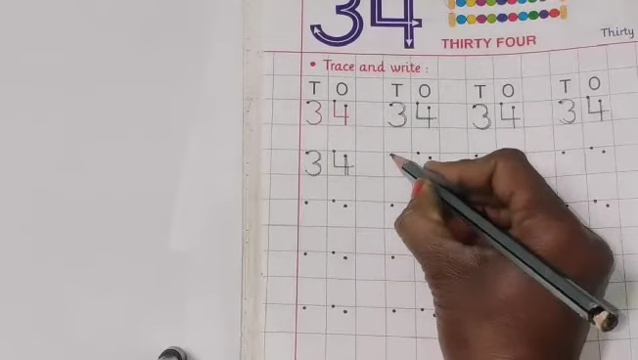 34
THIRTY FOUR
Thirty
• Trace and write :
T O T O T O T O
34 34 34 34
34